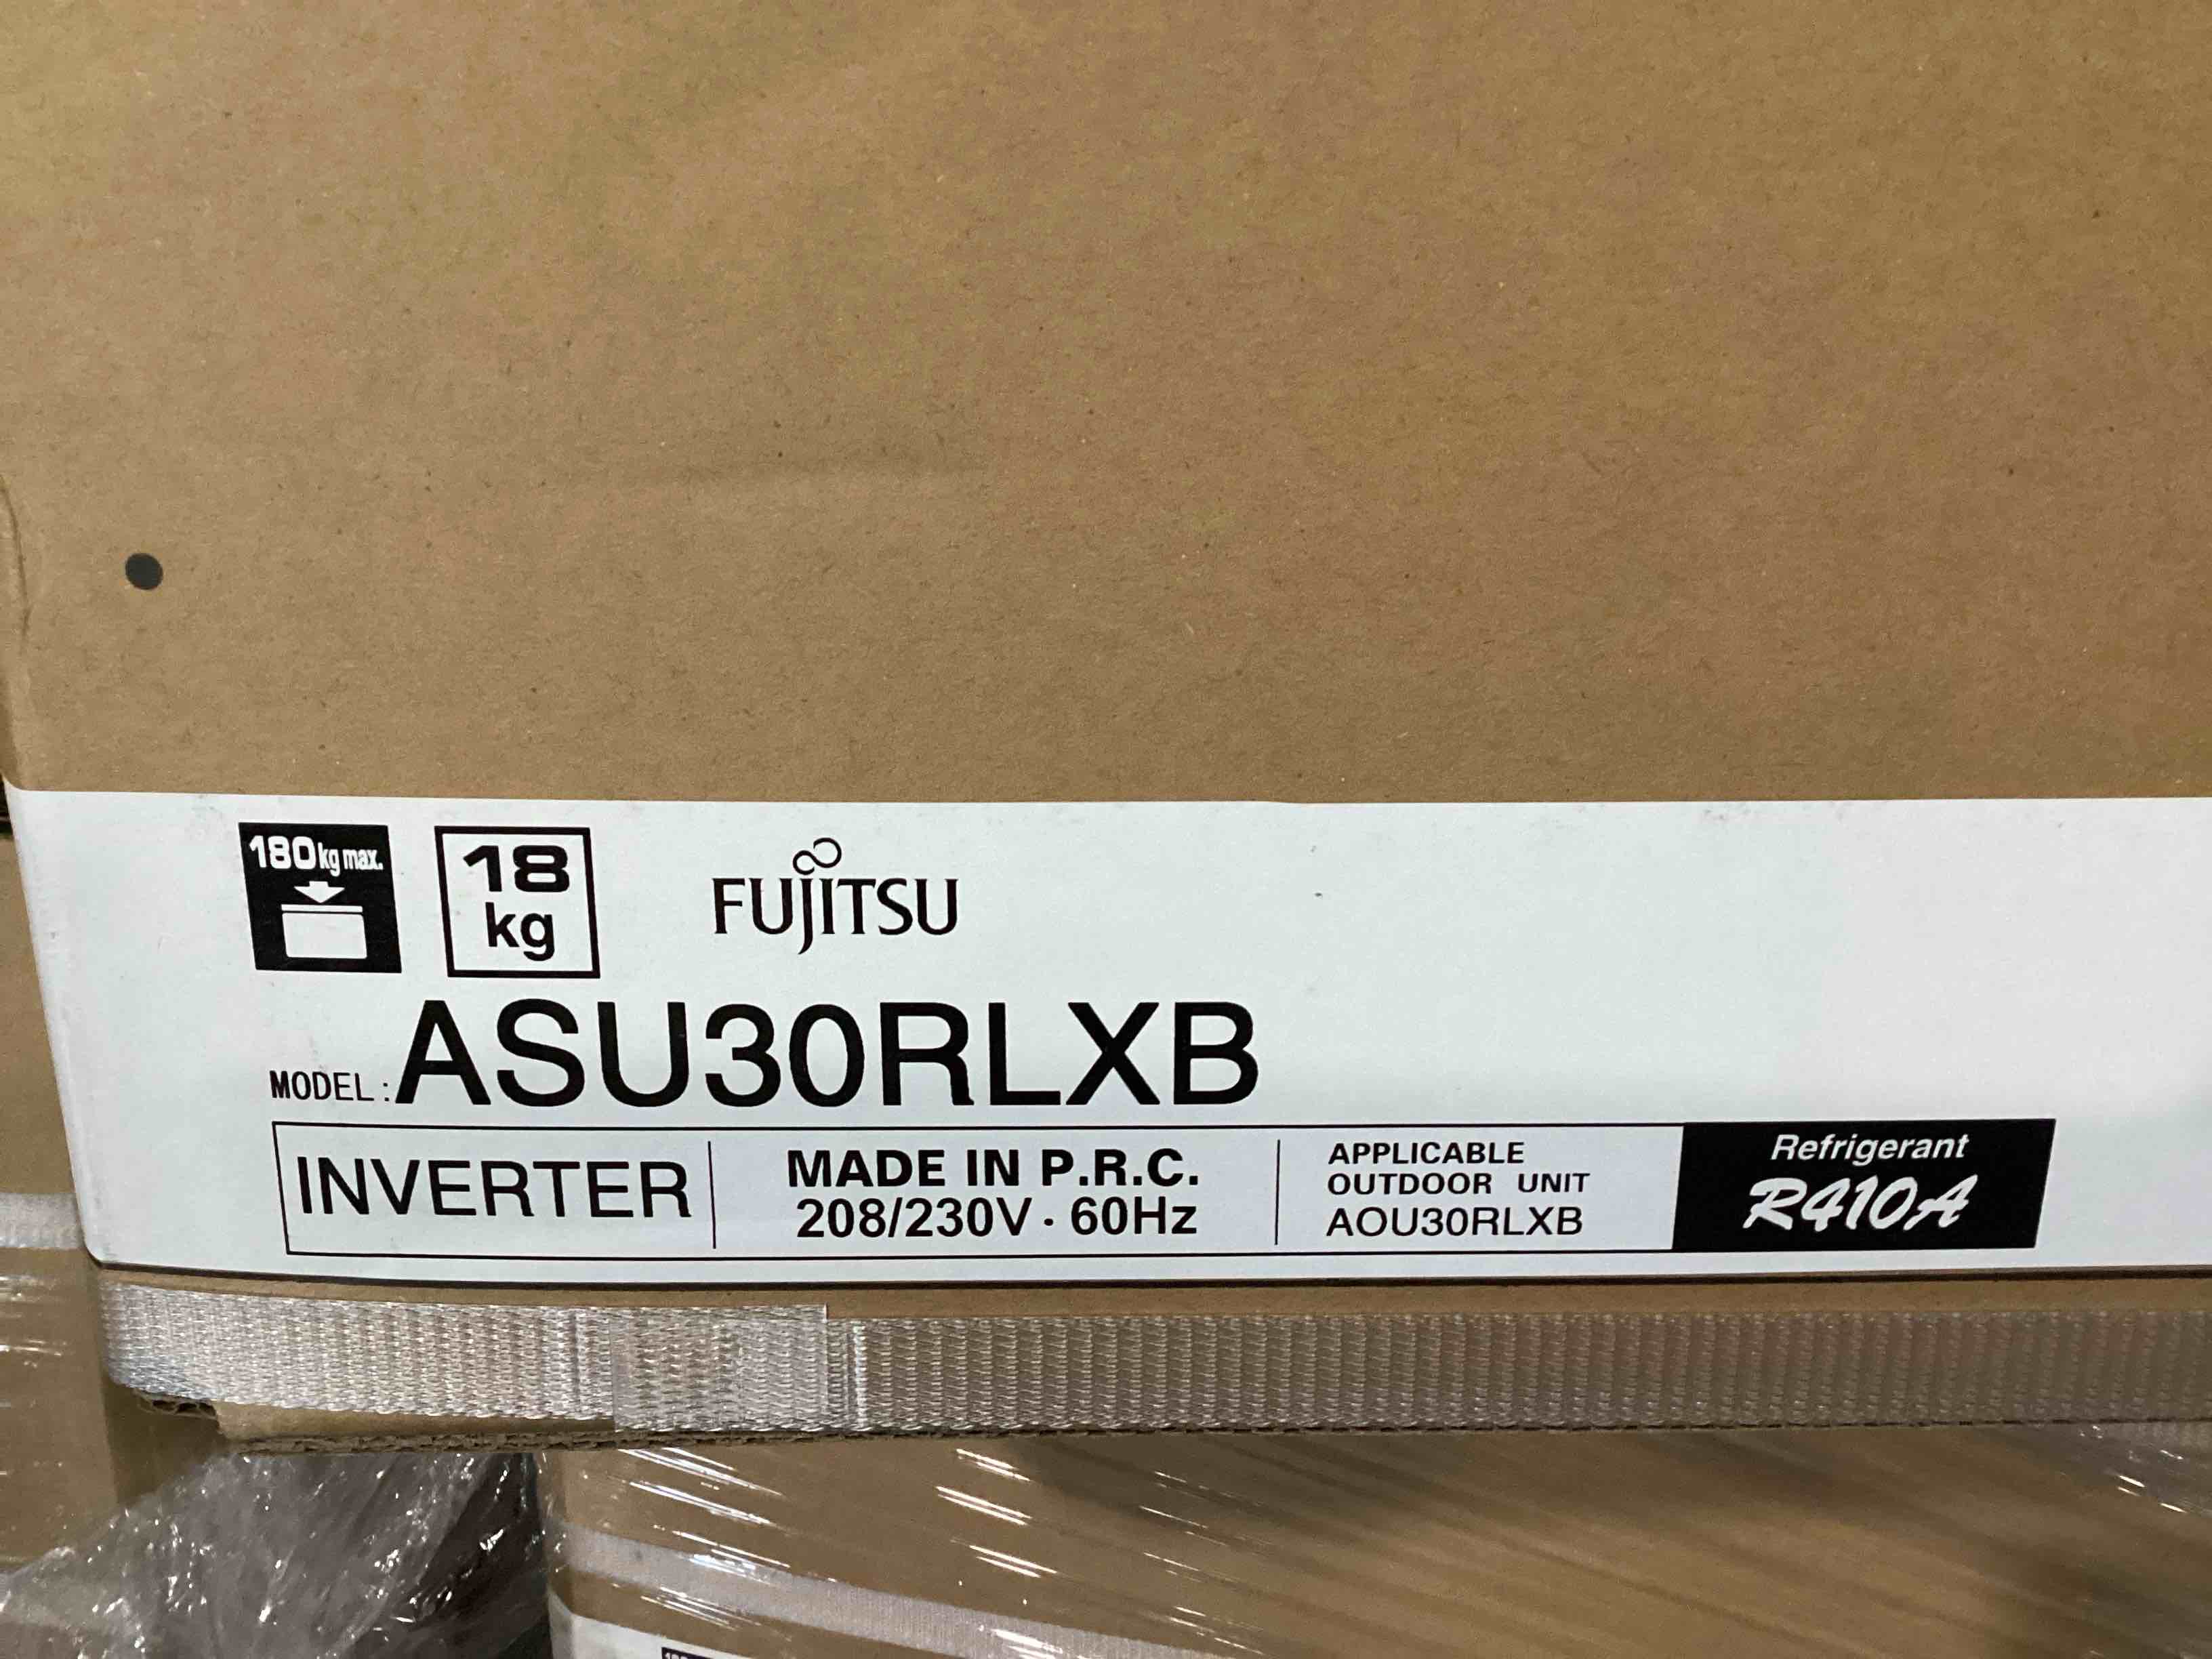 180kg max.
18
kg
FUJITSU
MODEL: ASU30RLXB
INVERTER
MADE IN P.R.C.
208/230V · 60Hz
APPLICABLE
OUTDOOR UNIT
AOU30RLXB
Refrigerant
R410A